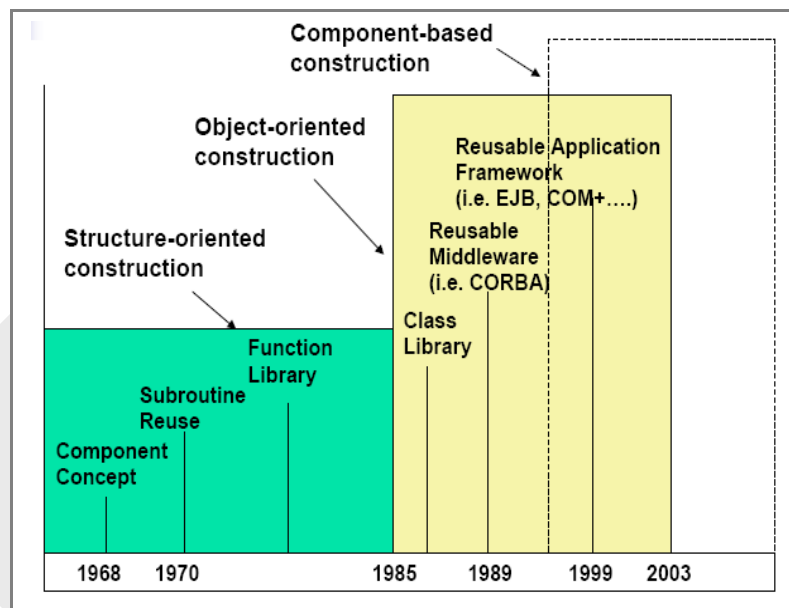 Component-based
construction
Object-oriented
construction
Reusable Application
Framework
(i.e. EJB, COM+....)
Structure-oriented
construction
Reusable
Middleware
(i.e. CORBA)
Class
Library
Function
Library
Subroutine
Reuse
Component
Concept
1968 1970 1985 1989 1999 2003